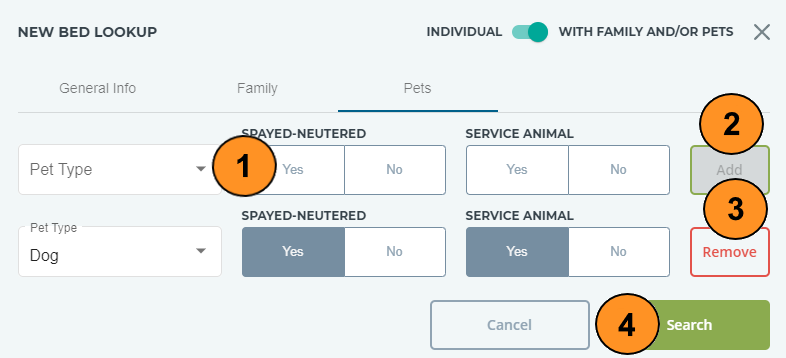 NEW BED LOOKUP INDIVIDUAL WITH FAMILY AND/OR PETS
General Info Family Pets
SPAYED-NEUTERED SERVICE ANIMAL 2
Pet Type 1 Yes No Yes No Add
3
Pet Type SPAYED-NEUTERED SERVICE ANIMAL
Dog Yes No Yes No Remove
Cancel 4 Search